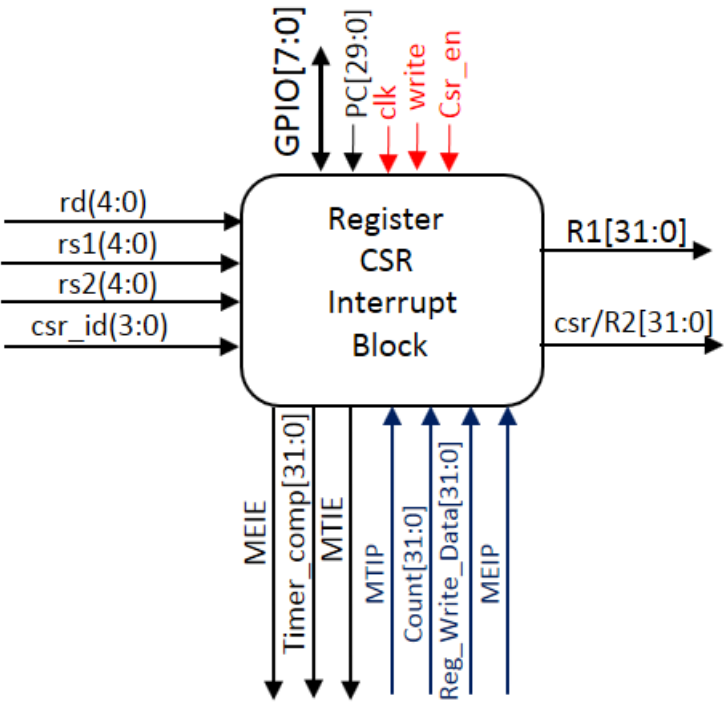 GPIO[7:0]
PC[29:0]
clk
write
Csr_en
rd(4:0)
rs1(4:0)
rs2(4:0)
csr_id(3:0)
Register
CSR
Interrupt
Block
R1[31:0]
csr/R2[31:0]
MEIE
Timer_comp[31:0]
MTIE
MTIP
Count[31:0]
Reg_Write_Data[31:0]
MEIP